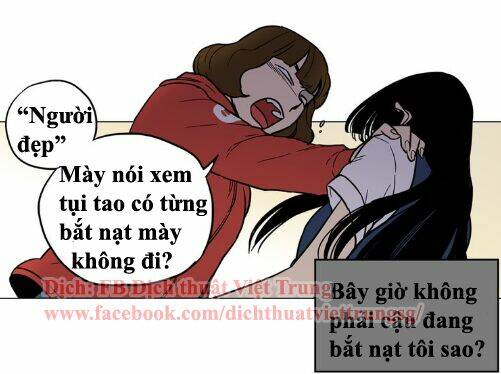 “Người
đẹp”
Mày nói xem
tụi tao có từng
bắt nạt mày
không đi?
Dịch: FB Dịch thuật Việt Trung
www.facebook.com/dichthuatviettrungsg/
Bây giờ không
phải cậu đang
bắt nạt tôi sao?